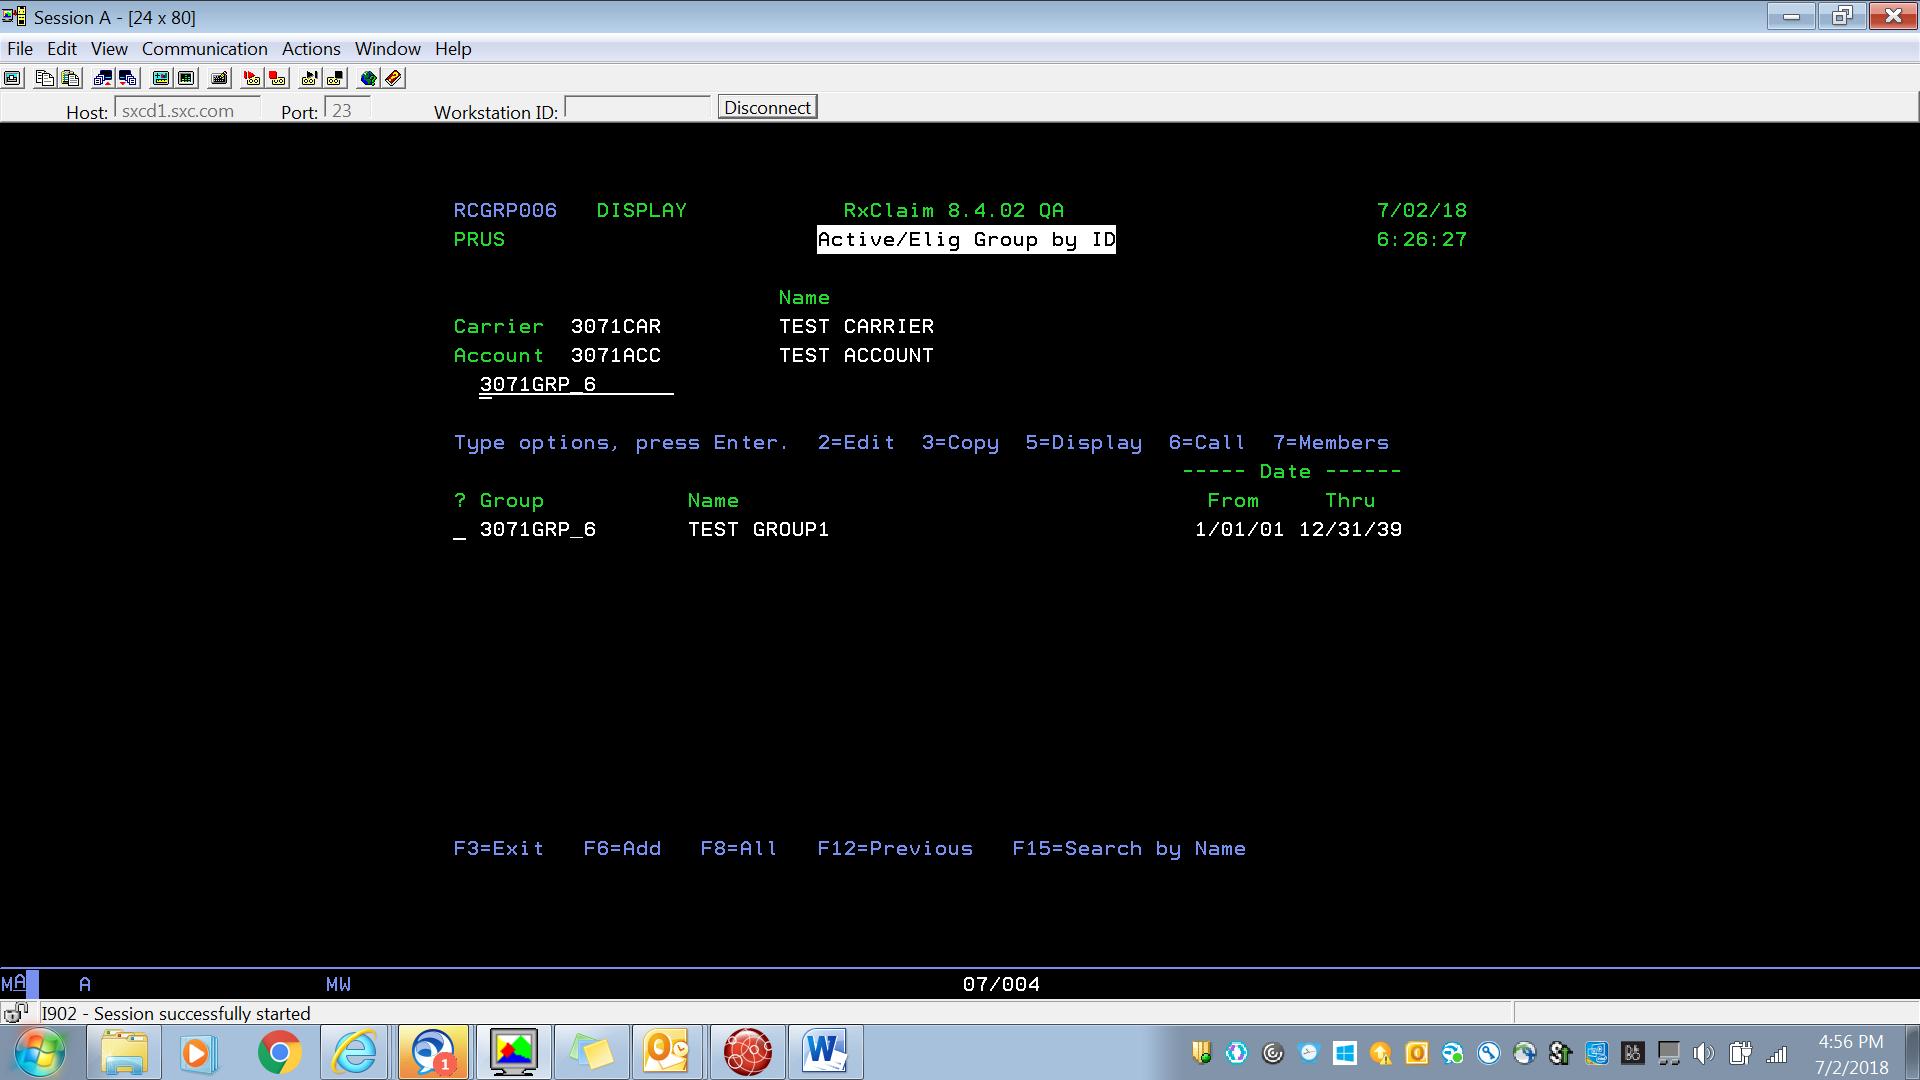 Session A - [24 x 80]
File Edit View Communication Actions Window Help
Host: sxcd1.sxc.com Port: 23 Workstation ID: Disconnect
RCGRP006 DISPLAY RxClaim 8.4.02 QA 7/02/18
PRUS Active/Elig Group by ID 6:26:27
Name
Carrier 3071CAR TEST CARRIER
Account 3071ACC TEST ACCOUNT
3071GRP_6
Type options, press Enter. 2=Edit 3=Copy 5=Display 6=Call 7=Members
----- Date ------
? Group Name From Thru
_ 3071GRP_6 TEST GROUP1 1/01/01 12/31/39
F3=Exit F6=Add F8=All F12=Previous F15=Search by Name
MA A MW 07/004
I902 - Session successfully started
1
4:56 PM
7/2/2018